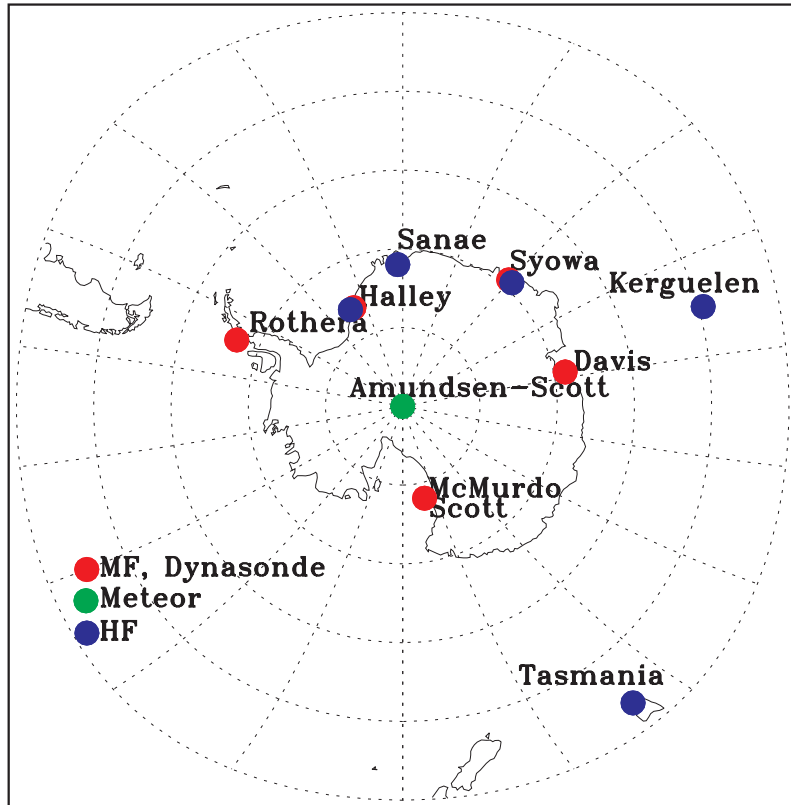 Sanae
Syowa
Kerguelen
Halley
Rothera
Davis
Amundsen-Scott
McMurdo
Scott
MF, Dynasonde
Meteor
HF
Tasmania